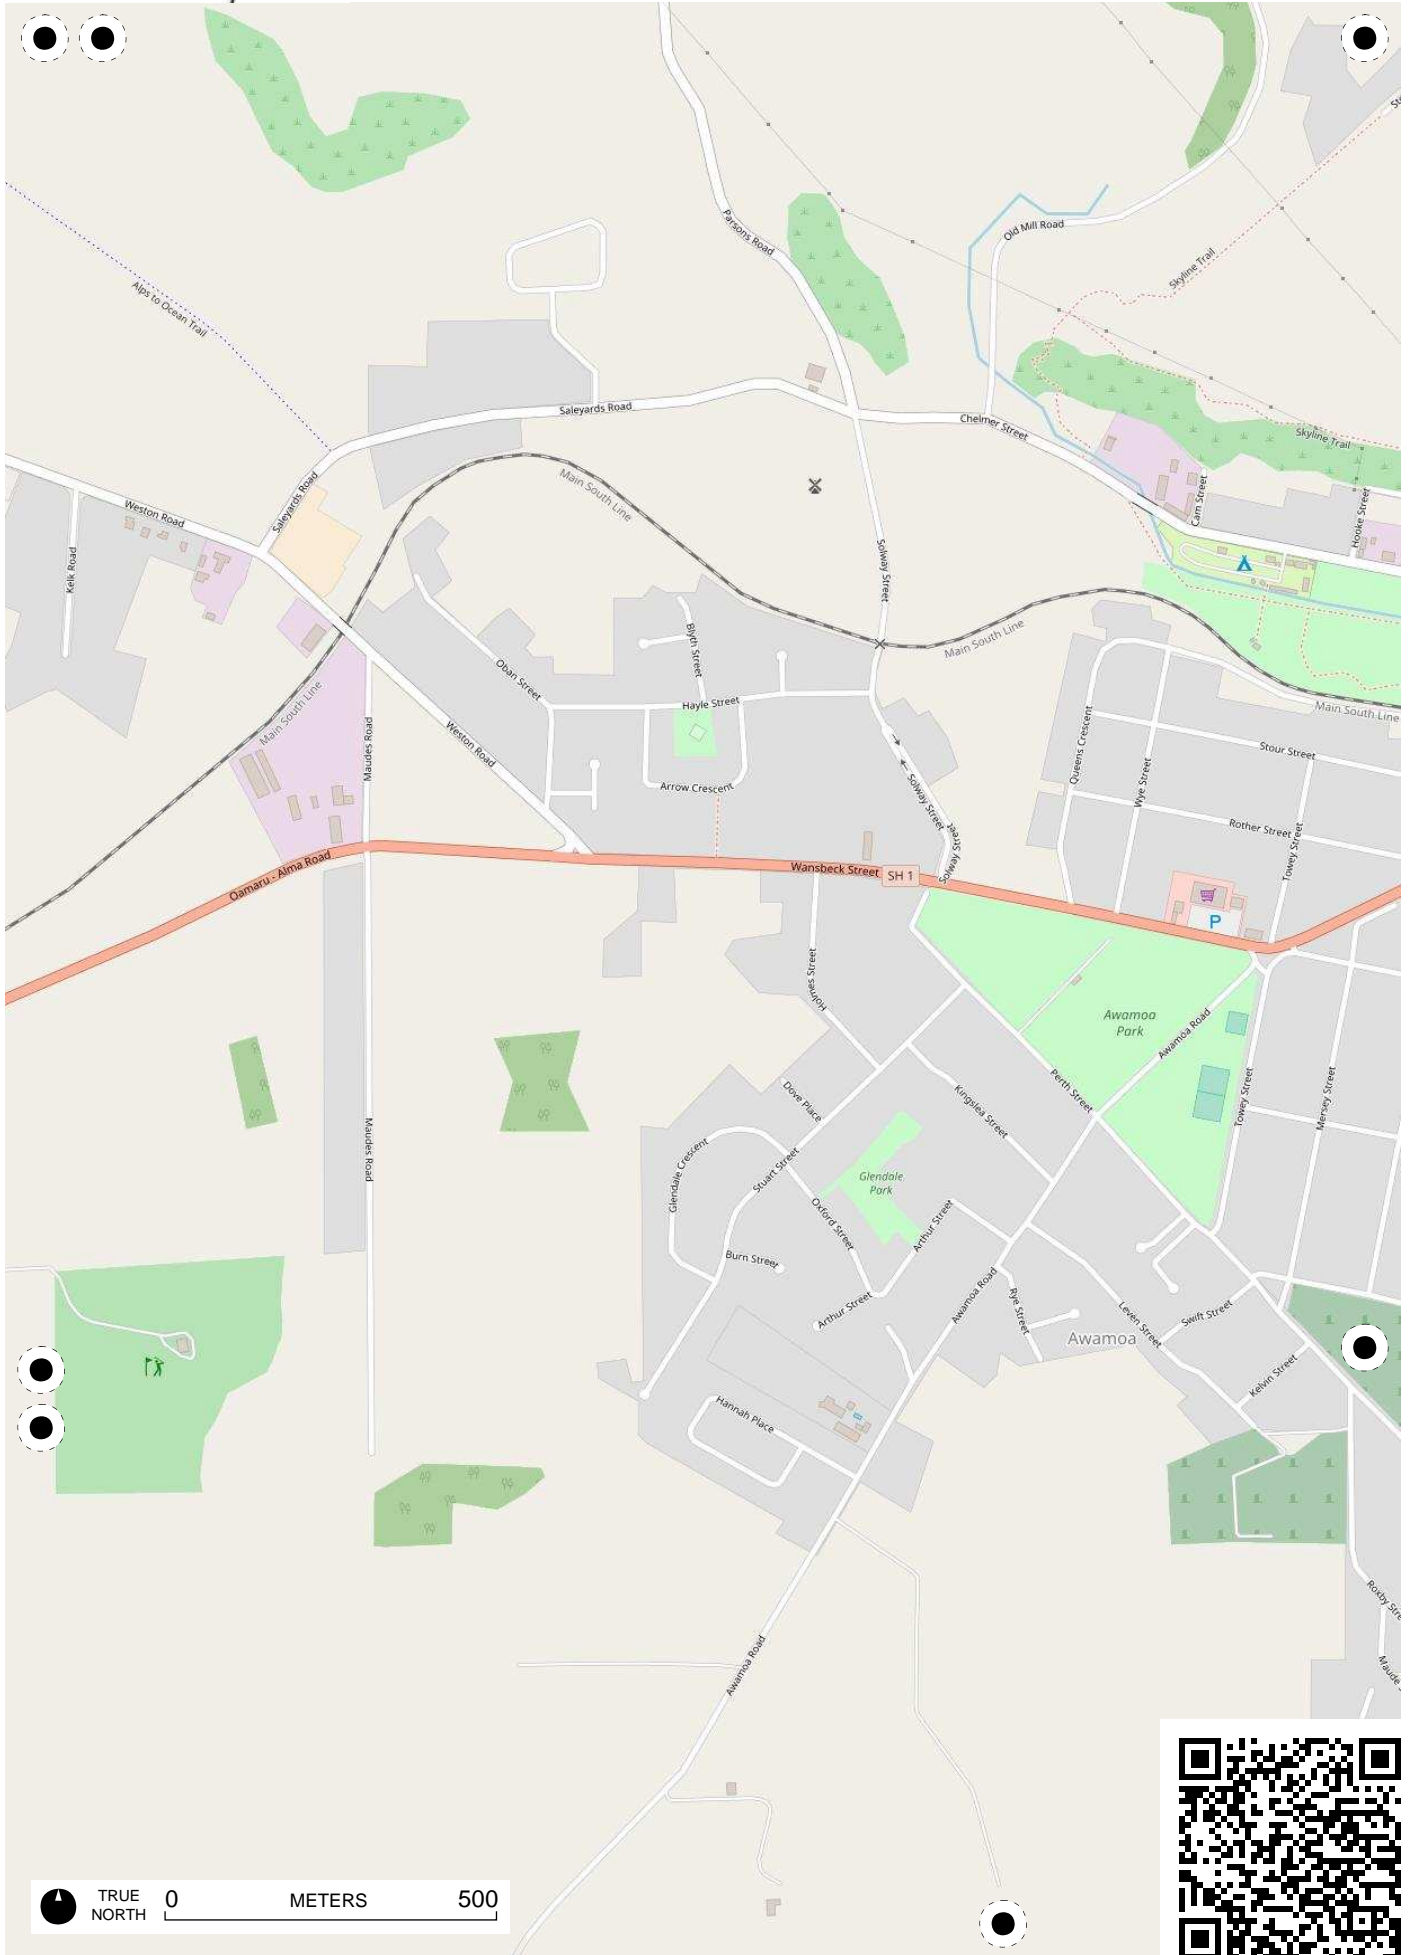 Parsons Road
Old Mill Road
Skyline Trail
Alps to Ocean Trail
Saleyards Road
Chelmer Street
Skyline Trail
Saleyards Road
Main South Line
Weston Road
Cam Street
Hooke Street
Kelk Road
Solway Street
Blyth Street
Main South Line
Oban Street
Hayle Street
Main South Line
Main South Line
Maudes Road
Weston Road
Queens Crescent
Stour Street
Wye Street
Arrow Crescent
Solway Street
Rother Street
Towey Street
Solway Street
Oamaru - Alma Road
Wansbeck Street
SH 1
P
Holmes Street
Awamoa
Park
Awamoa Road
Perth Street
Towey Street
Mersey Street
Dove Place
Kingslea Street
Maudes Road
Glendale Crescent
Stuart Street
Glendale
Park
Oxford Street
Arthur Street
Burn Street
Arthur Street
Awamoa Road
Rye Street
Leven Street
Swift Street
Awamoa
Kelvin Street
Hannah Place
Roxby Stre
Awamoa Road
Maude
TRUE
NORTH
0 METERS 500